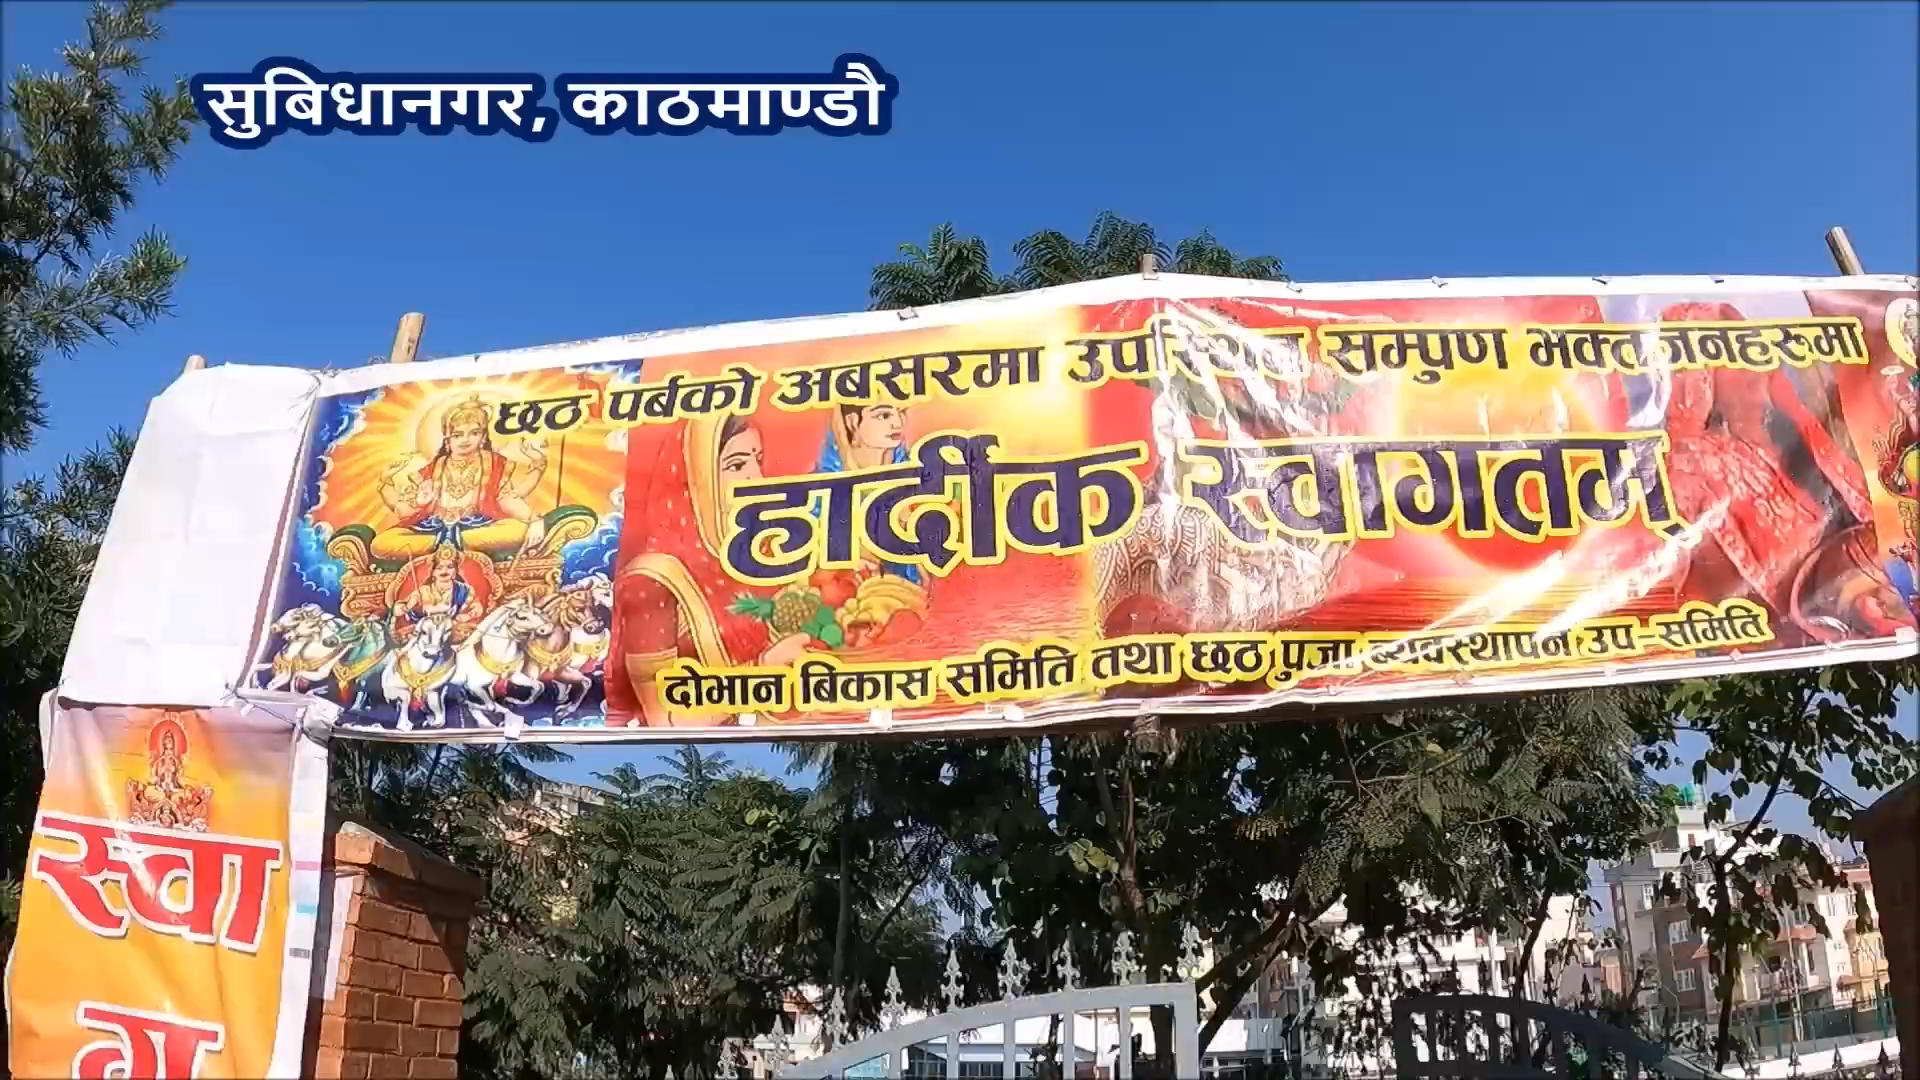 सुबिधानगर, काठमाण्डौ
छठ पर्बको अबसरमा उपस्थित सम्पुण भक्तजनहरुमा
हार्दीक स्वागतम्
दोभान बिकास समिति तथा छठ पुजा ब्यवस्थापन उप-समिति
स्वा
ग